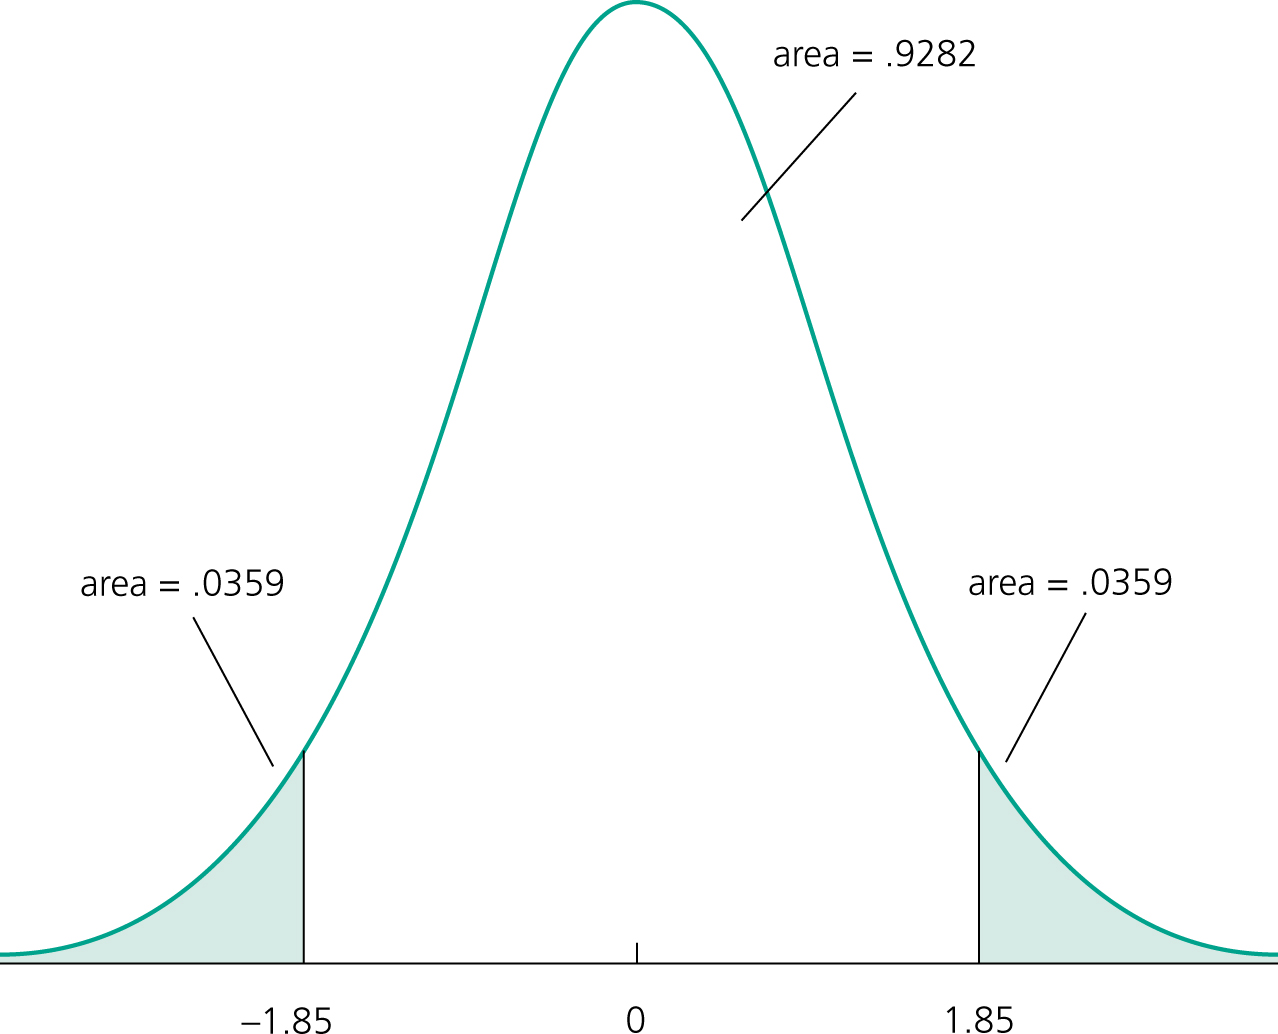 area = .9282
area = .0359
area = .0359
–1.85
0
1.85